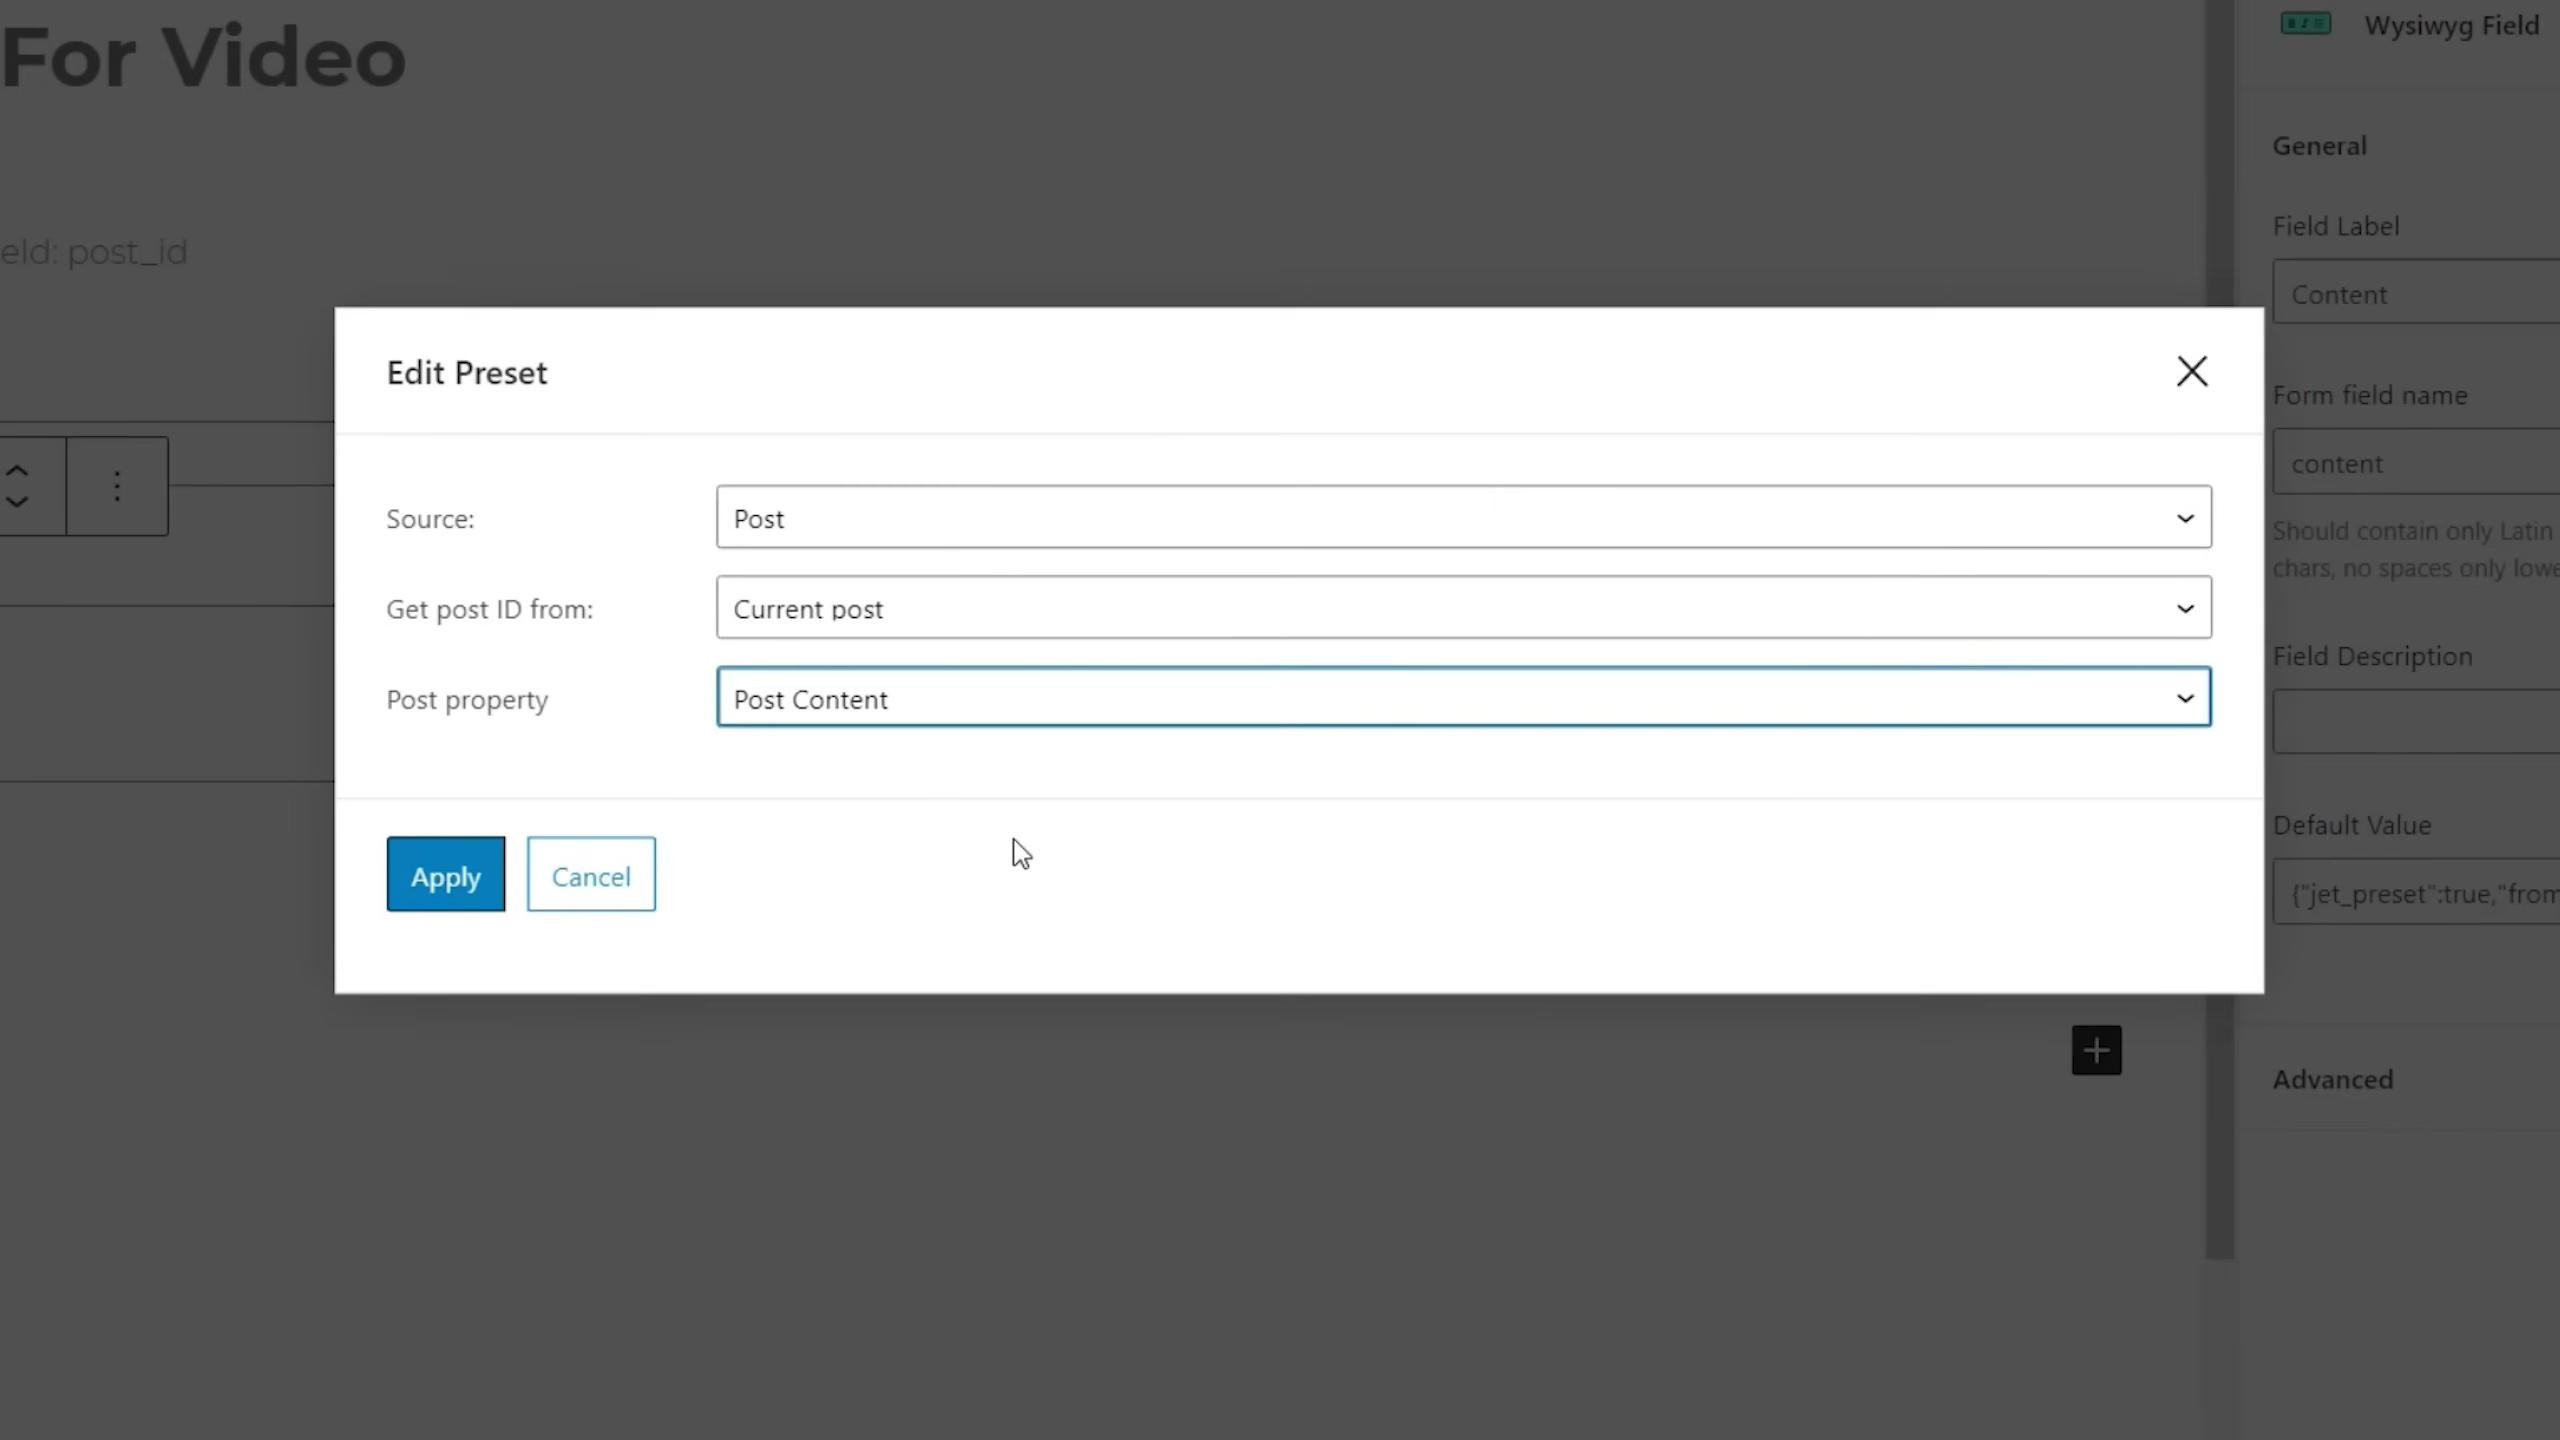 For Video
eld: post_id
Edit Preset
Source:
Post
Get post ID from:
Current post
Post property
Post Content
Apply
Cancel
Wysiwyg Field
General
Field Label
Content
Form field name
content
Should contain only Latin
chars, no spaces only lowe
Field Description
Default Value
{"jet_preset":true,"from
Advanced